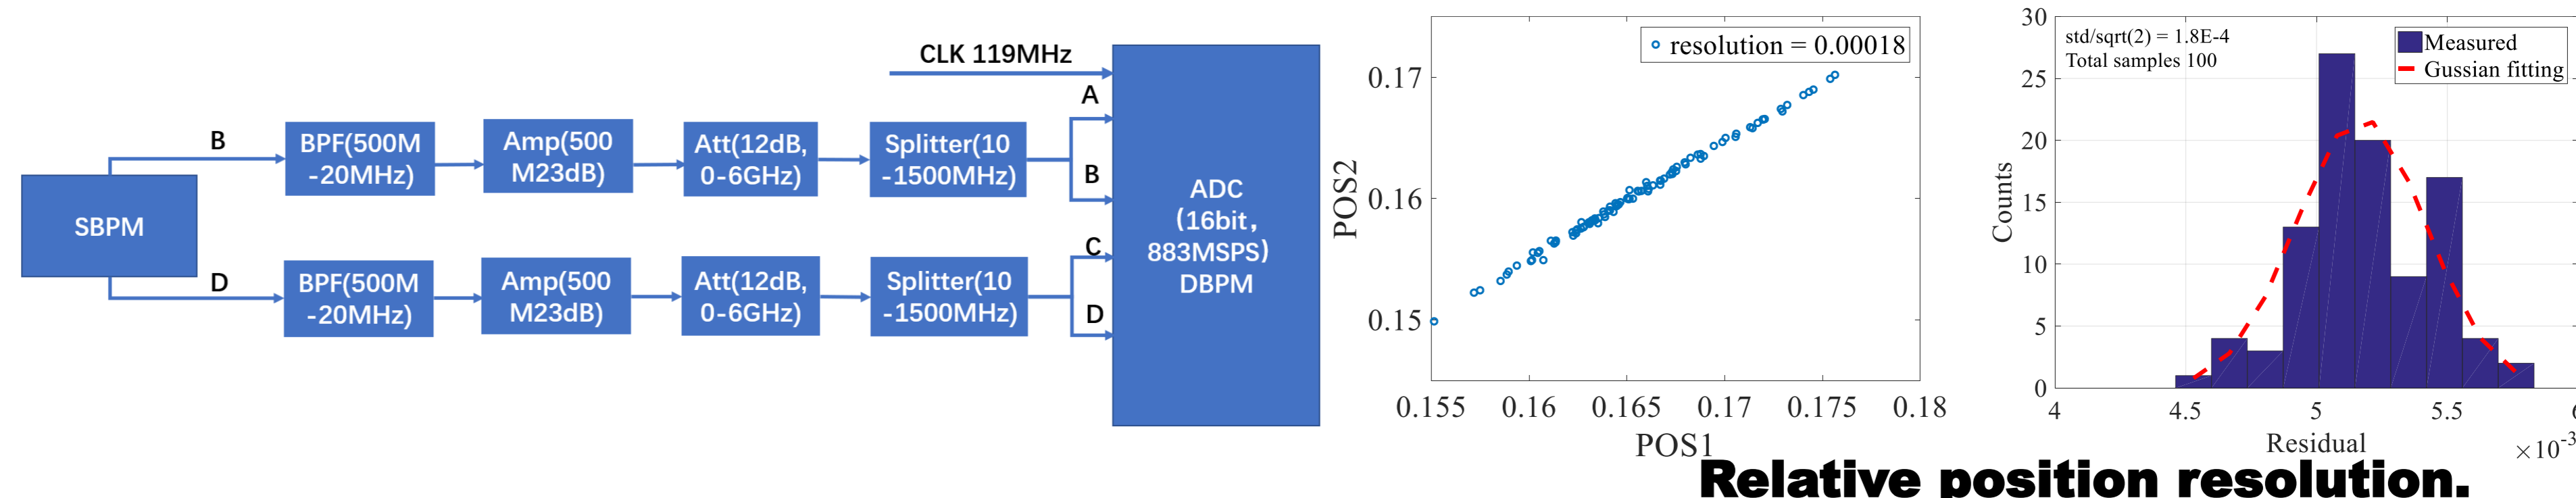 CLK 119MHz
A
B
BPF(500M
-20MHz)
Amp(500
M23dB)
Att(12dB,
0-6GHz)
Splitter(10
-1500MHz)
B
SBPM
ADC
(16bit,
883MSPS)
DBPM
D
BPF(500M
-20MHz)
Amp(500
M23dB)
Att(12dB,
0-6GHz)
Splitter(10
-1500MHz)
C
D
resolution = 0.00018
0.17
0.16
0.15
POS2
0.155 0.16 0.165 0.17 0.175 0.18
POS1
std/sqrt(2) = 1.8E-4
Total samples 100
Measured
Gussian fitting
30
25
20
15
10
5
0
Counts
4 4.5 5 5.5 6
Residual
×10-3
Relative position resolution.